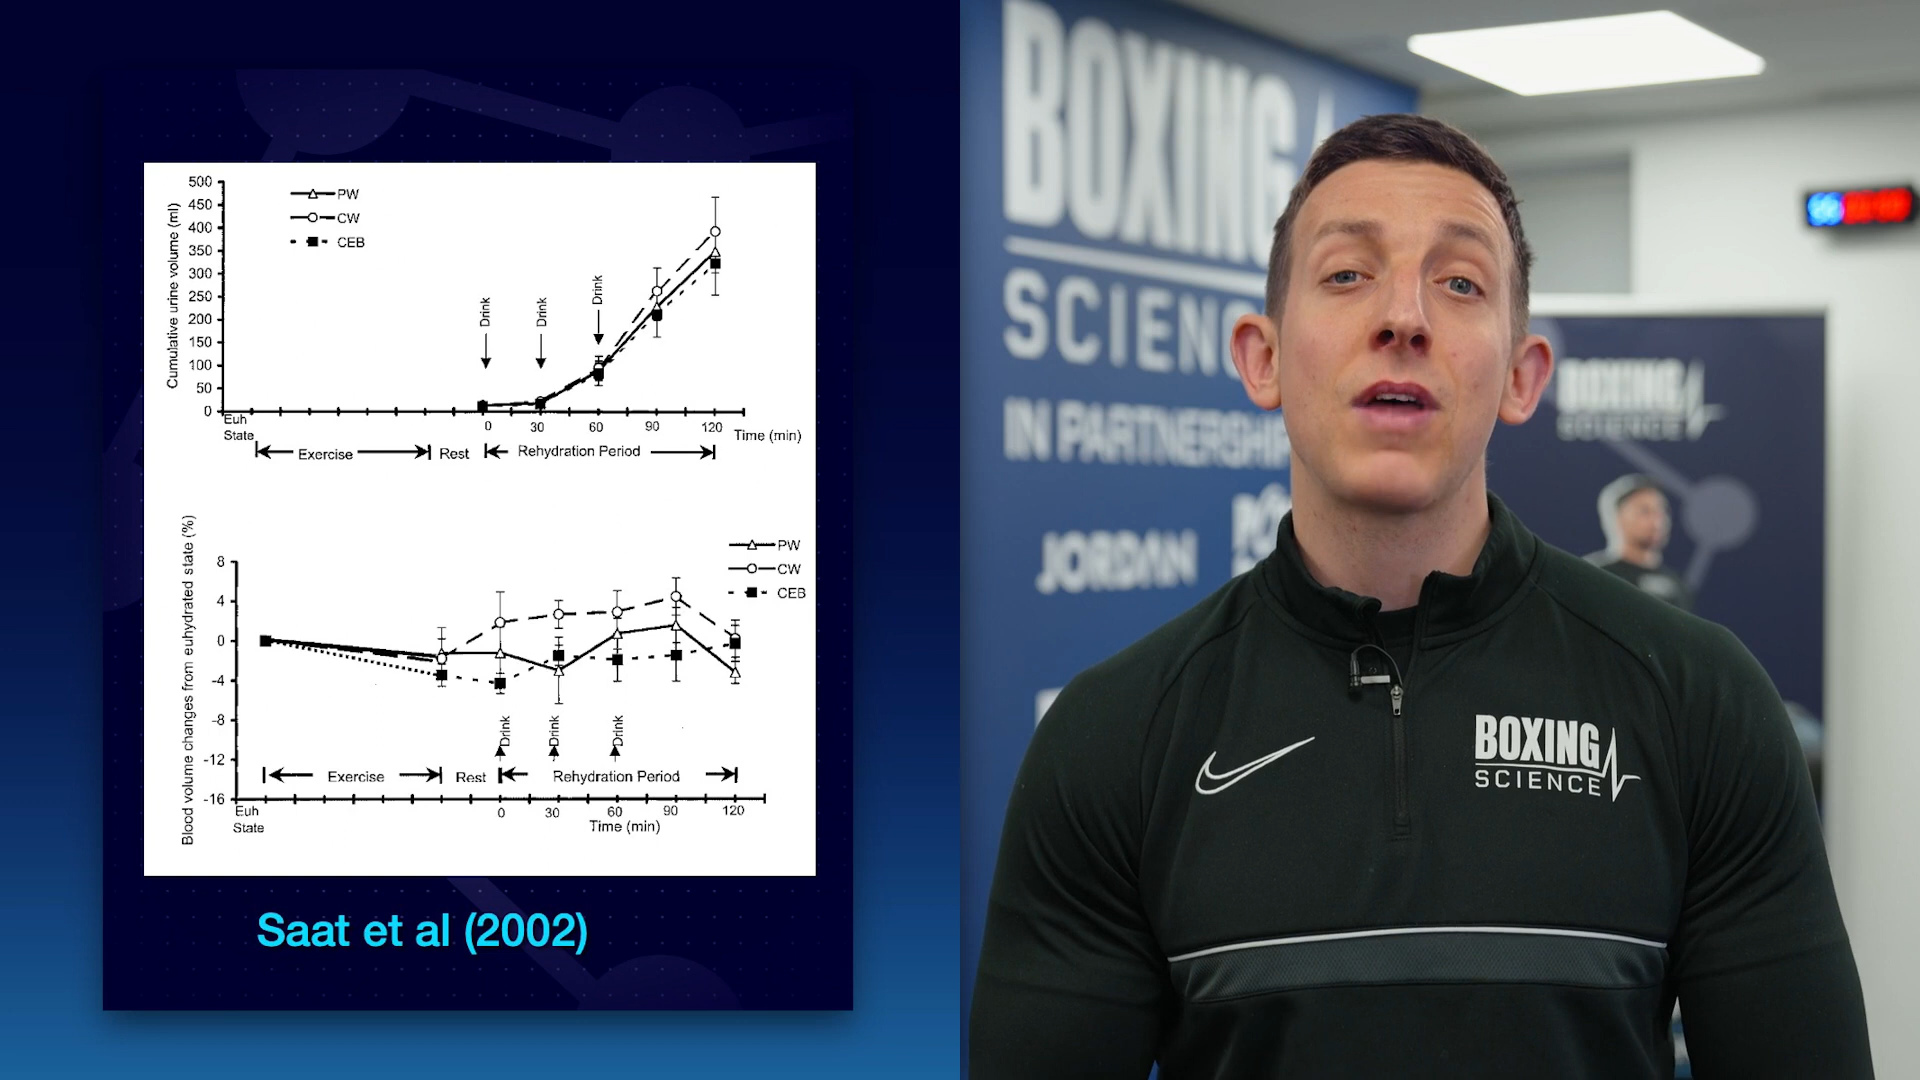 500
450
400
350
300
250
200
150
100
50
0
Cumulative urine volume (ml)
PW
CW
CEB
Drink
Drink
Drink
Euh
State
0 30 60 90 120
Time (min)
Exercise Rest Rehydration Period
8
4
0
-4
-8
-12
-16
Blood volume changes from euhydrated state (%)
PW
CW
CEB
Drink
Drink
Drink
Exercise Rest Rehydration Period
Euh
State
0 30 60 90 120
Time (min)
Saat et al (2002)
BOXING
SCIENC
IN PARTNERSHIP
JORDAN
BOXING
SCIENCE
BOXING
SCIENCE